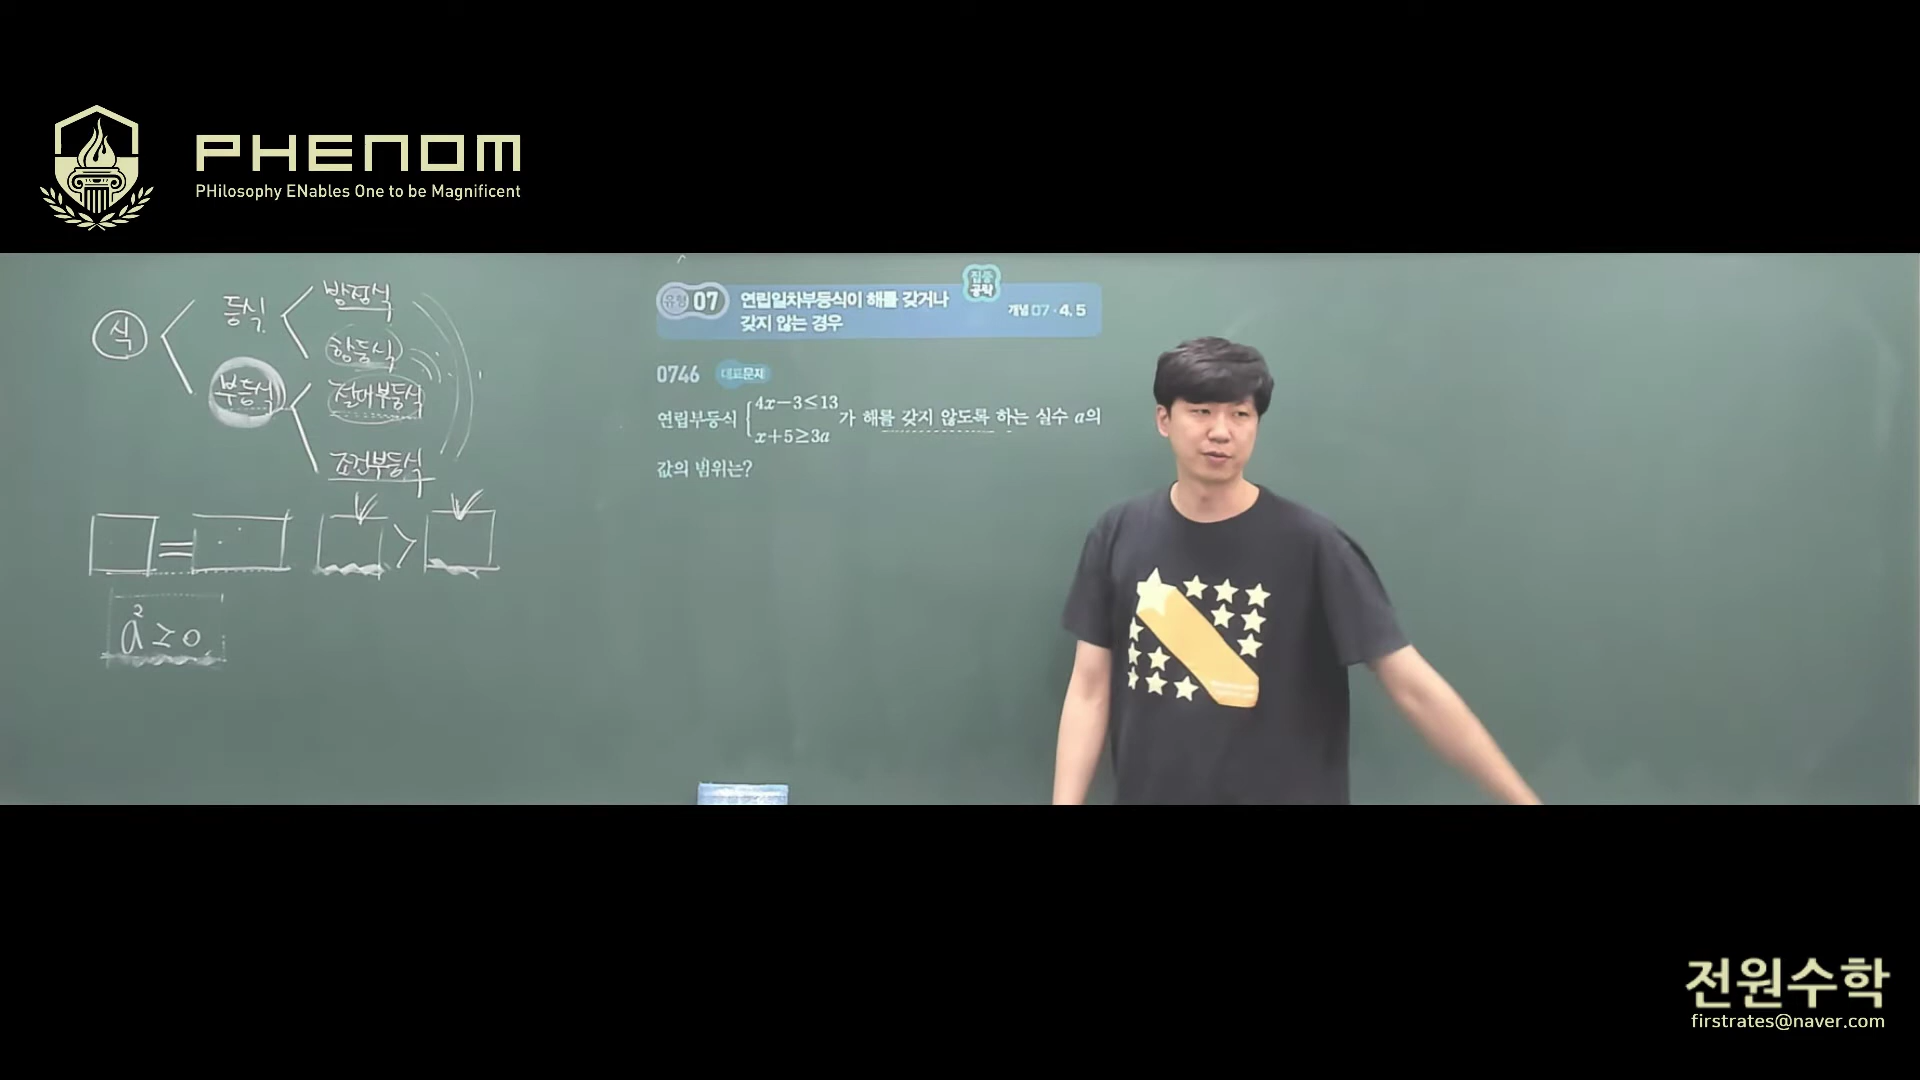 PHENOM
PHilosophy ENables One to be Magnificent
식
등식
방정식
항등식
부등식
절대부등식
조건부등식
=
>
a² ≥ 0
유형 07 연립일차부등식이 해를 갖거나
갖지 않는 경우
집중
공략
개념 07 · 4, 5
0746 대표문제
연립부등식 { 4x−3≤13
x+5≥3a 가 해를 갖지 않도록 하는 실수 a의
값의 범위는?
전원수학
firstrates@naver.com